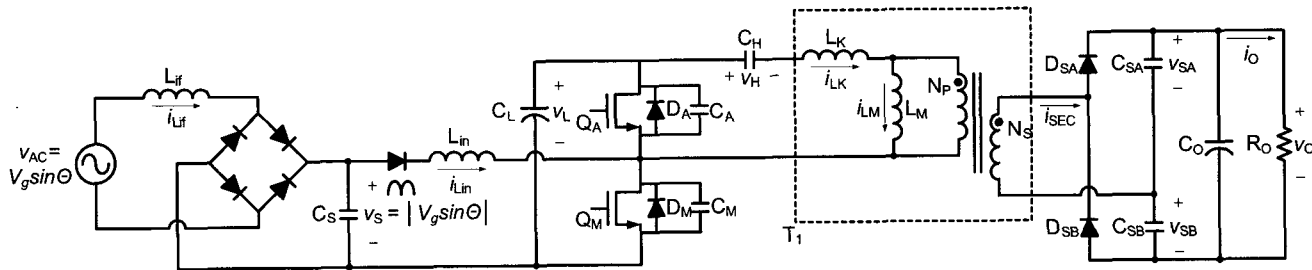 L_if
i_Lif
v_AC=
V_g sinΘ
C_S
+
v_S = | V_g sinΘ |
−
L_in
i_Lin
C_L
+
v_L
−
Q_A
D_A
C_A
Q_M
D_M
C_M
C_H
+ v_H −
L_K
i_LK
i_LM
L_M
N_P
N_S
T_1
i_SEC
D_SA
C_SA
+
v_SA
−
D_SB
C_SB
+
v_SB
−
C_O
i_O
R_O
+
v_O
−